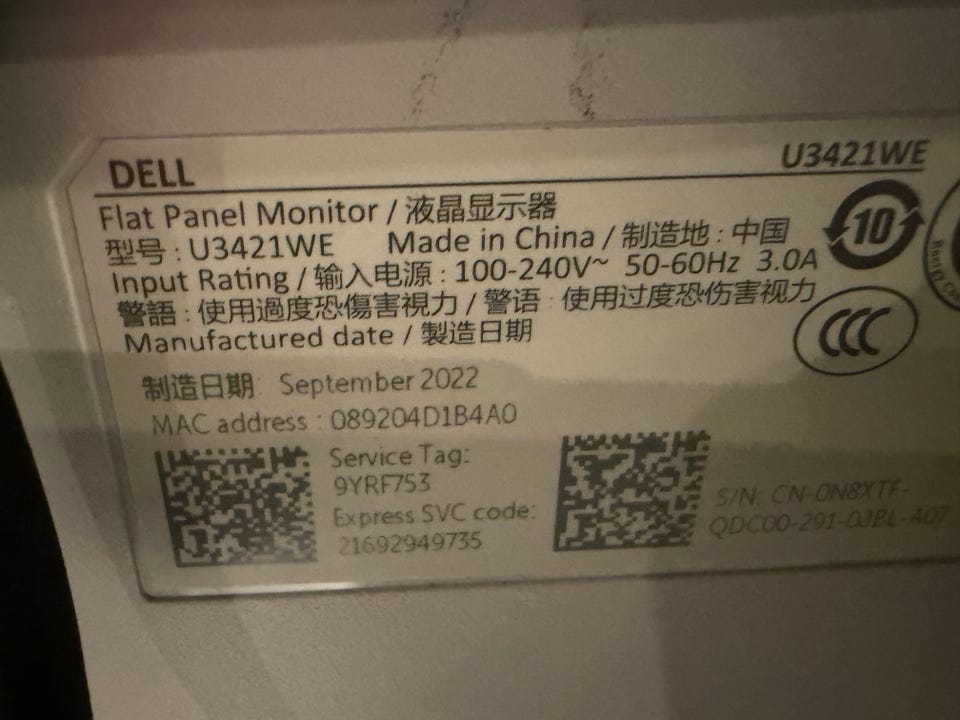 DELL U3421WE
Flat Panel Monitor / 液晶显示器
型号 : U3421WE Made in China / 制造地 : 中国
Input Rating / 输入电源 : 100-240V~ 50-60Hz 3.0A
警語 : 使用過度恐傷害視力 / 警语 : 使用过度恐伤害视力
Manufactured date / 製造日期
制造日期: September 2022
MAC address : 089204D1B4A0
Service Tag:
9YRF753
Express SVC code:
21692949735
S/N: CN-0N8XTF-
QDC00-291-0JBL-A07
10
CCC